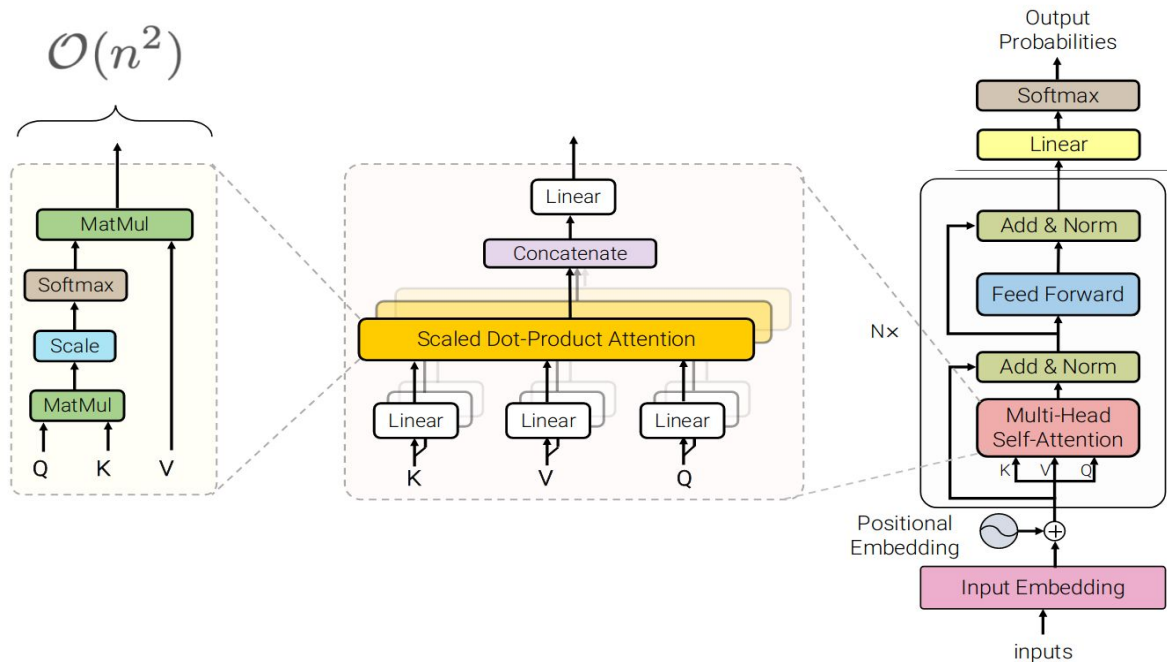 O(n²)
MatMul
Softmax
Scale
MatMul
Q K V
Linear
Concatenate
Scaled Dot-Product Attention
Linear Linear Linear
K V Q
Output
Probabilities
Softmax
Linear
Add & Norm
Feed Forward
N×
Add & Norm
Multi-Head
Self-Attention
K V Q
Positional
Embedding
Input Embedding
inputs